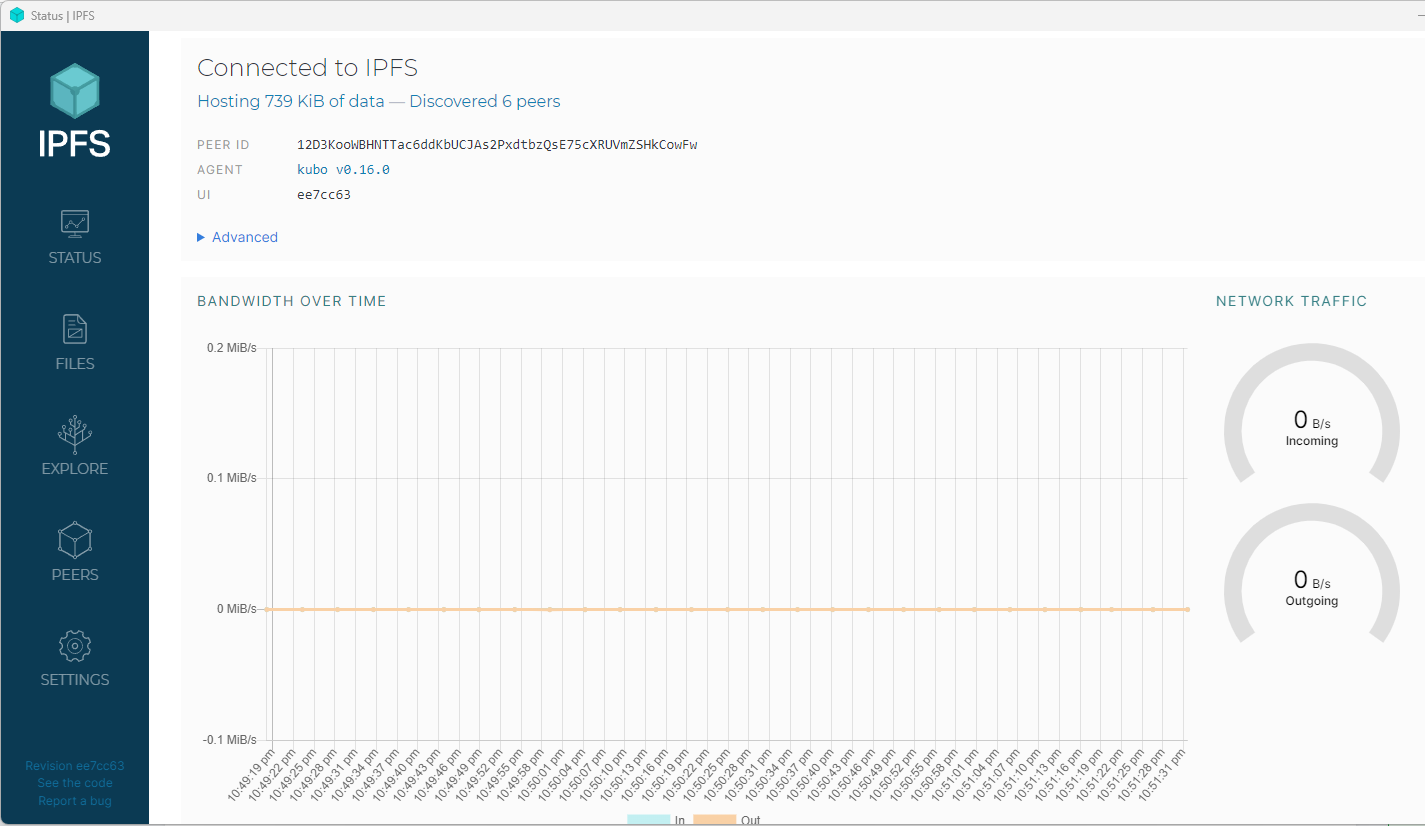 Status | IPFS
IPFS
STATUS
FILES
EXPLORE
PEERS
SETTINGS
Revision ee7cc63
See the code
Report a bug
Connected to IPFS
Hosting 739 KiB of data — Discovered 6 peers
PEER ID 12D3KooWBHNTTac6ddKbUCJAs2PxdtbzQsE75cXRUVmZSHkCowFw
AGENT kubo v0.16.0
UI ee7cc63
Advanced
BANDWIDTH OVER TIME
0.2 MiB/s
0.1 MiB/s
0 MiB/s
-0.1 MiB/s
10:49:19 pm
10:49:22 pm
10:49:25 pm
10:49:28 pm
10:49:31 pm
10:49:34 pm
10:49:37 pm
10:49:40 pm
10:49:43 pm
10:49:46 pm
10:49:49 pm
10:49:52 pm
10:49:55 pm
10:49:58 pm
10:50:01 pm
10:50:04 pm
10:50:07 pm
10:50:10 pm
10:50:13 pm
10:50:16 pm
10:50:19 pm
10:50:22 pm
10:50:25 pm
10:50:28 pm
10:50:31 pm
10:50:34 pm
10:50:37 pm
10:50:40 pm
10:50:43 pm
10:50:46 pm
10:50:49 pm
10:50:52 pm
10:50:55 pm
10:50:58 pm
10:51:01 pm
10:51:04 pm
10:51:07 pm
10:51:10 pm
10:51:13 pm
10:51:16 pm
10:51:19 pm
10:51:22 pm
10:51:25 pm
10:51:28 pm
10:51:31 pm
In Out
NETWORK TRAFFIC
0 B/s
Incoming
0 B/s
Outgoing